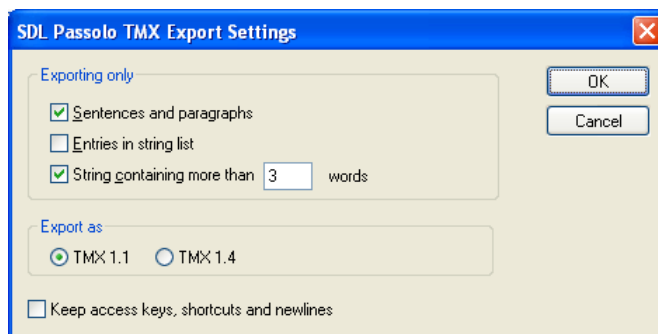 SDL Passolo TMX Export Settings
Exporting only
Sentences and paragraphs
Entries in string list
String containing more than 3 words
OK
Cancel
Export as
TMX 1.1 TMX 1.4
Keep access keys, shortcuts and newlines